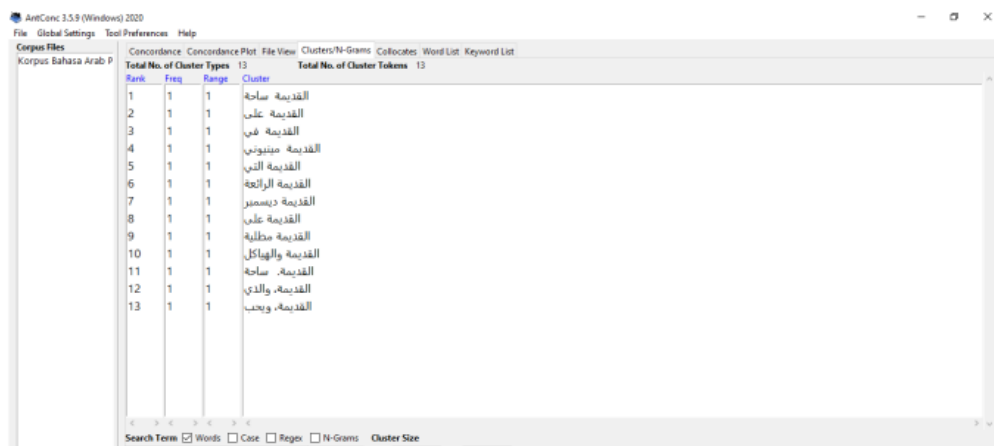 AntConc 3.5.9 (Windows) 2020
File Global Settings Tool Preferences Help
Corpus Files
Korpus Bahasa Arab P
Concordance Concordance Plot File View Clusters/N-Grams Collocates Word List Keyword List
Total No. of Cluster Types 13 Total No. of Cluster Tokens 13
Rank Freq Range Cluster
1 1 1 القديمة ساحة
2 1 1 القديمة على
3 1 1 القديمة في
4 1 1 القديمة مينيوني
5 1 1 القديمة التي
6 1 1 القديمة الرائعة
7 1 1 القديمة ديسمبر
8 1 1 القديمة على
9 1 1 القديمة مطلية
10 1 1 القديمة والهياكل
11 1 1 القديمة. ساحة
12 1 1 القديمة، والذي
13 1 1 القديمة، ويحب
Search Term Words Case Regex N-Grams Cluster Size